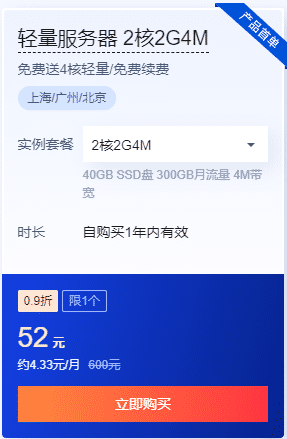 产品首单
轻量服务器 2核2G4M
免费送4核轻量/免费续费
上海/广州/北京
实例套餐 2核2G4M
40GB SSD盘 300GB月流量 4M带
宽
时长 自购买1年内有效
0.9折 限1个
52 元
约4.33元/月 600元
立即购买